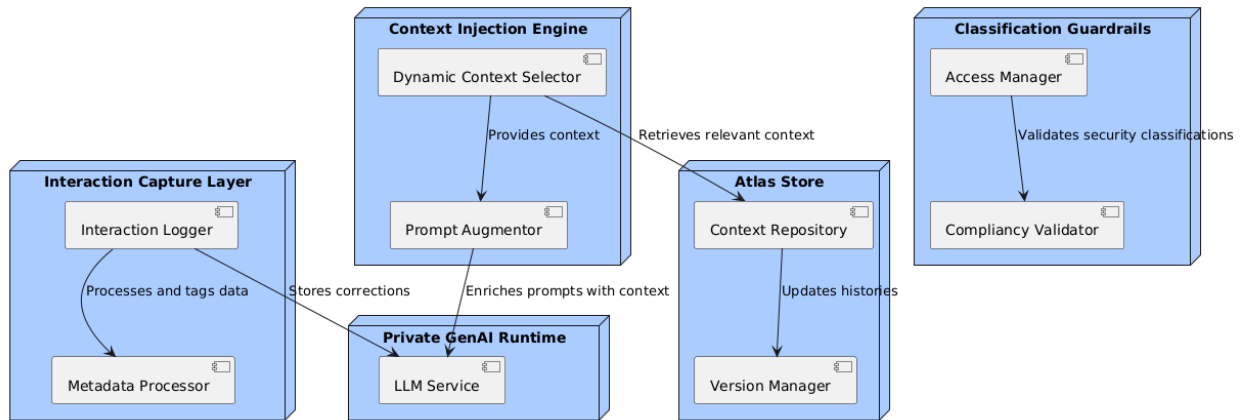 Context Injection Engine
Classification Guardrails
Dynamic Context Selector
Access Manager
Provides context
Retrieves relevant context
Validates security classifications
Interaction Capture Layer
Atlas Store
Interaction Logger
Prompt Augmentor
Context Repository
Compliancy Validator
Processes and tags data
Stores corrections
Enriches prompts with context
Updates histories
Private GenAI Runtime
Metadata Processor
LLM Service
Version Manager